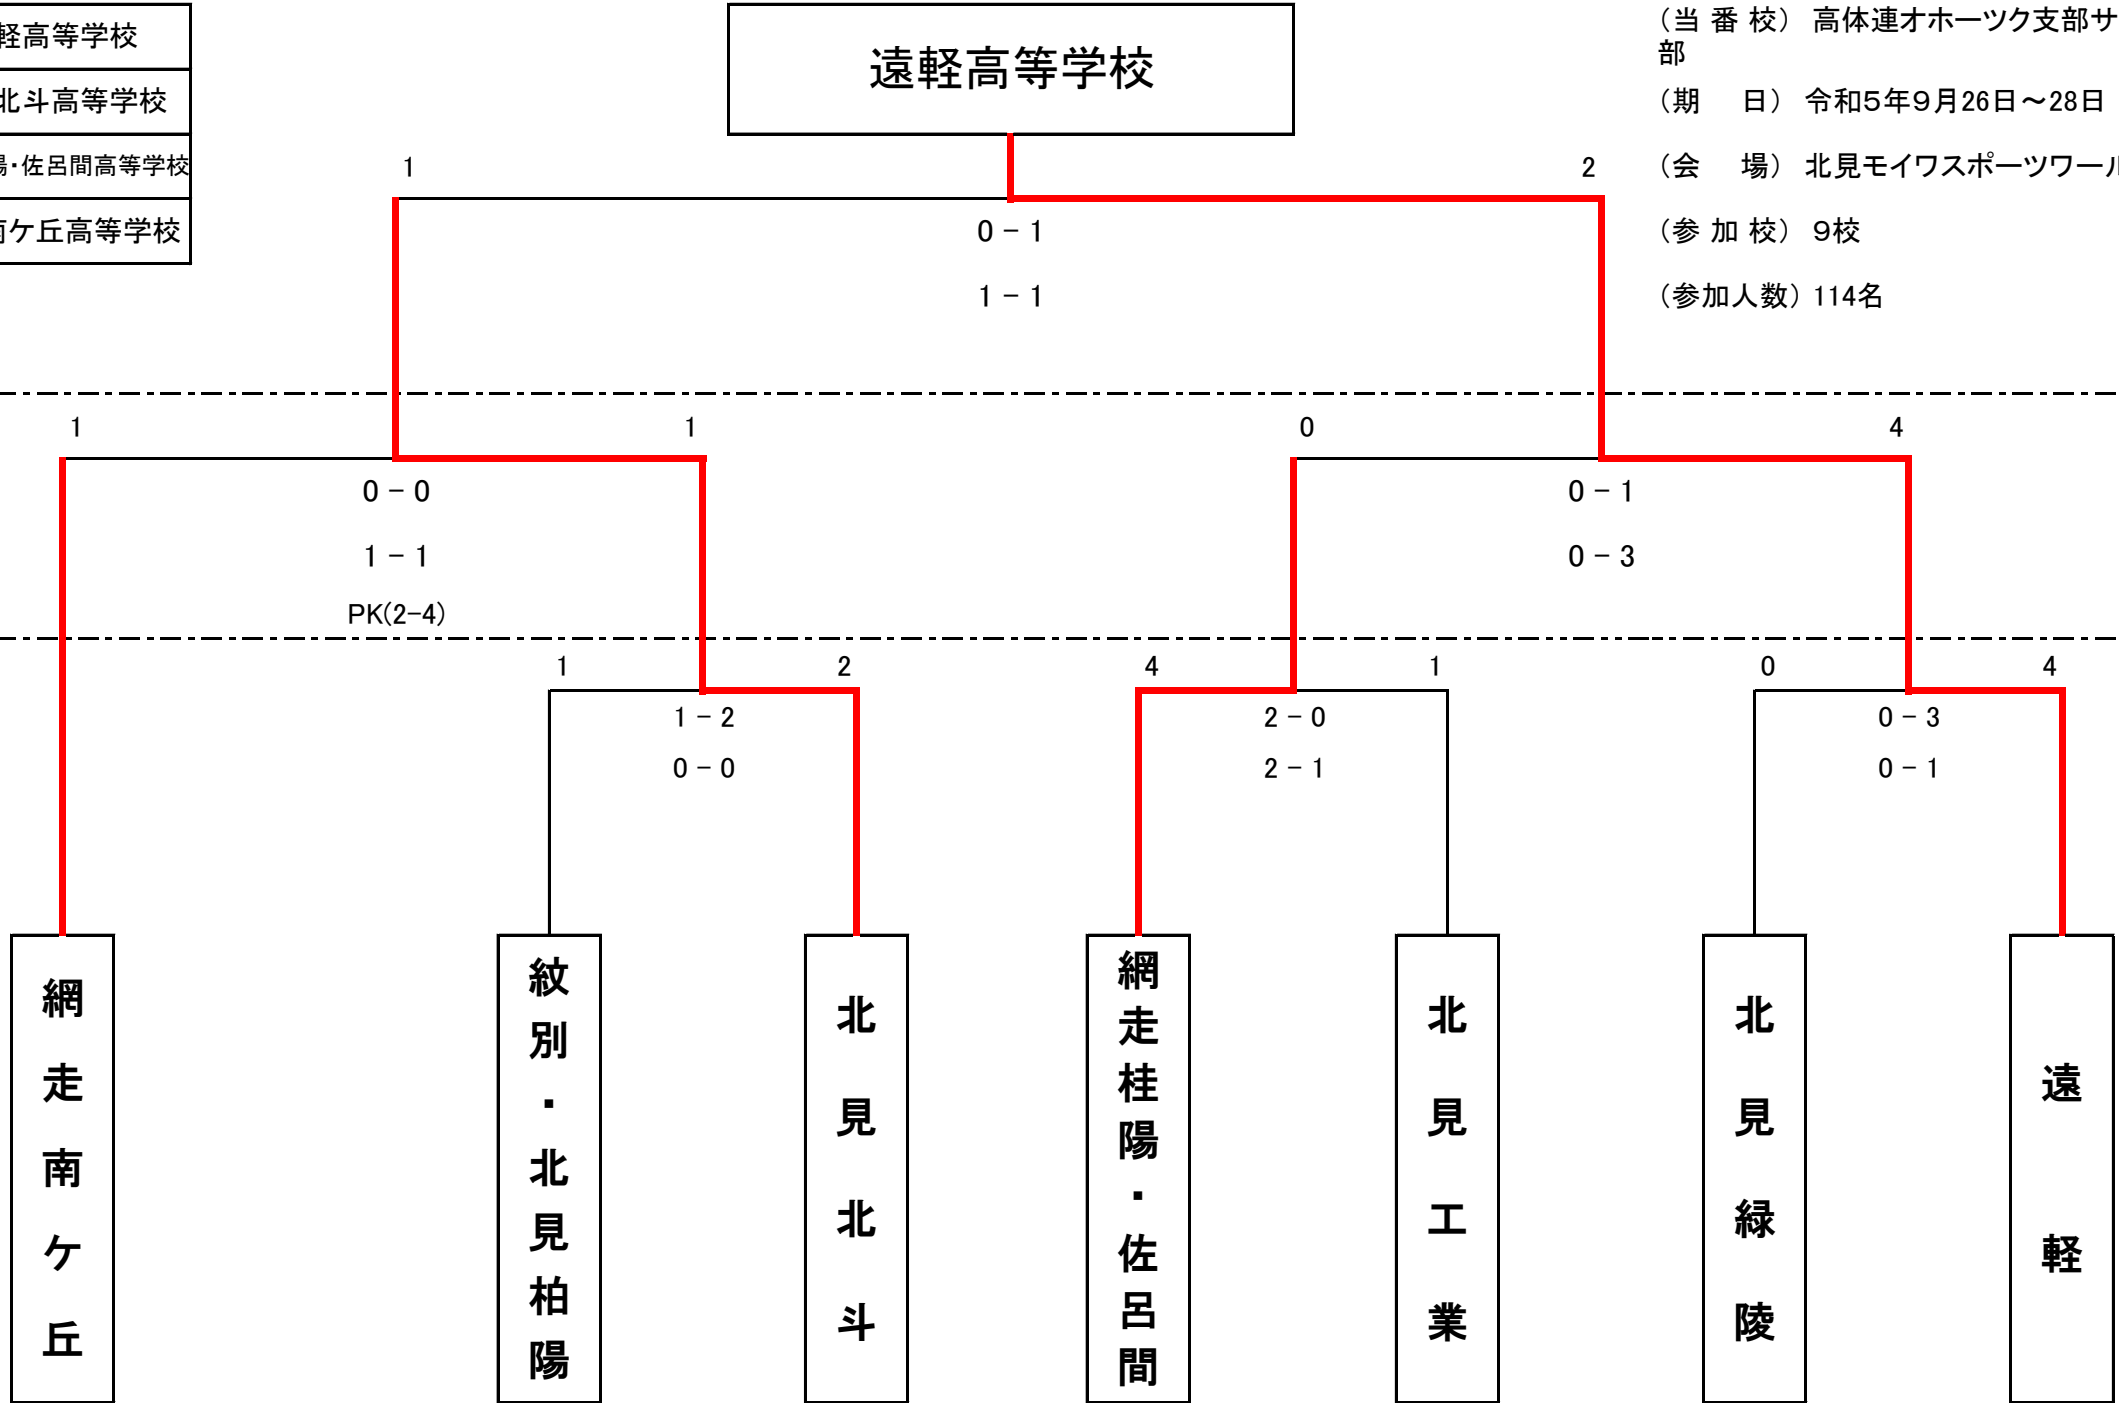 軽高等学校
北斗高等学校
陽・佐呂間高等学校
南ケ丘高等学校
遠軽高等学校
（当 番 校） 高体連オホーツク支部サ
部
（期　 日） 令和5年9月26日～28日
（会　 場） 北見モイワスポーツワール
（参 加 校） 9校
（参加人数） 114名
1
2
0 － 1
1 － 1
1
1
0
4
0 － 0
1 － 1
PK(2-4)
0 － 1
0 － 3
1
2
4
1
0
4
1 － 2
0 － 0
2 － 0
2 － 1
0 － 3
0 － 1
網走南ケ丘
紋別・北見柏陽
北見北斗
網走桂陽・佐呂間
北見工業
北見緑陵
遠軽